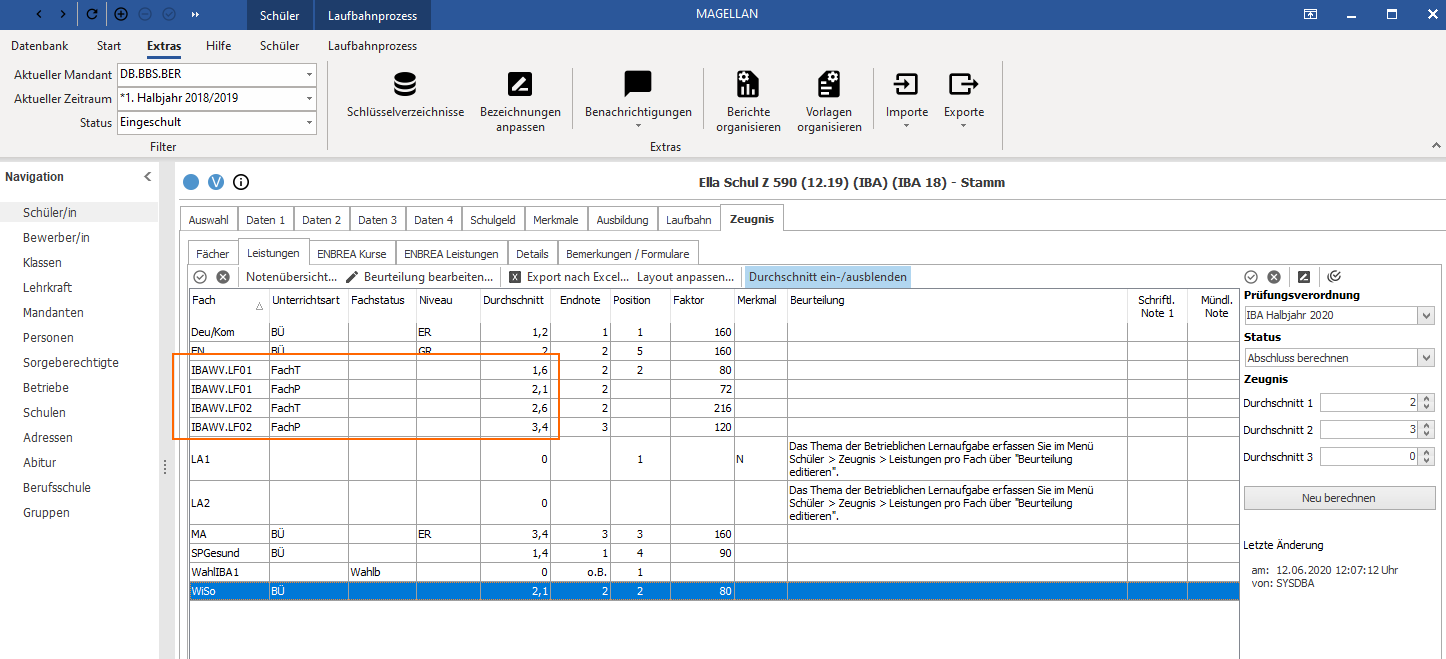 Schüler Laufbahnprozess MAGELLAN
Datenbank Start Extras Hilfe Schüler Laufbahnprozess
Aktueller Mandant DB.BBS.BER
Aktueller Zeitraum *1. Halbjahr 2018/2019
Status Eingeschult
Filter
Schlüsselverzeichnisse
Bezeichnungen
anpassen
Benachrichtigungen
Berichte
organisieren
Vorlagen
organisieren
Importe
Exporte
Extras
Navigation
Schüler/in
Bewerber/in
Klassen
Lehrkraft
Mandanten
Personen
Sorgeberechtigte
Betriebe
Schulen
Adressen
Abitur
Berufsschule
Gruppen
V i Ella Schul Z 590 (12.19) (IBA) (IBA 18) - Stamm
Auswahl Daten 1 Daten 2 Daten 3 Daten 4 Schulgeld Merkmale Ausbildung Laufbahn Zeugnis
Fächer Leistungen ENBREA Kurse ENBREA Leistungen Details Bemerkungen / Formulare
Notenübersicht... Beurteilung bearbeiten... X Export nach Excel... Layout anpassen... Durchschnitt ein-/ausblenden
Fach Unterrichtsart Fachstatus Niveau Durchschnitt Endnote Position Faktor Merkmal Beurteilung Schriftl. Note 1 Mündl. Note
Deu/Kom BÜ ER 1,2 1 1 160
EN BÜ GR 2 2 5 160
IBAWV.LF01 FachT 1,6 2 2 80
IBAWV.LF01 FachP 2,1 2 72
IBAWV.LF02 FachT 2,6 2 216
IBAWV.LF02 FachP 3,4 3 120
LA1 0 1 N Das Thema der Betrieblichen Lernaufgabe erfassen Sie im Menü
Schüler > Zeugnis > Leistungen pro Fach über "Beurteilung
editieren".
LA2 0 Das Thema der Betrieblichen Lernaufgabe erfassen Sie im Menü
Schüler > Zeugnis > Leistungen pro Fach über "Beurteilung
editieren".
MA BÜ ER 3,4 3 3 160
SPGesund BÜ 1,4 1 4 90
WahlIBA1 Wahlb 0 o.B. 1
WiSo BÜ 2,1 2 2 80
Prüfungsverordnung
IBA Halbjahr 2020
Status
Abschluss berechnen
Zeugnis
Durchschnitt 1 2
Durchschnitt 2 3
Durchschnitt 3 0
Neu berechnen
Letzte Änderung
am: 12.06.2020 12:07:12 Uhr
von: SYSDBA